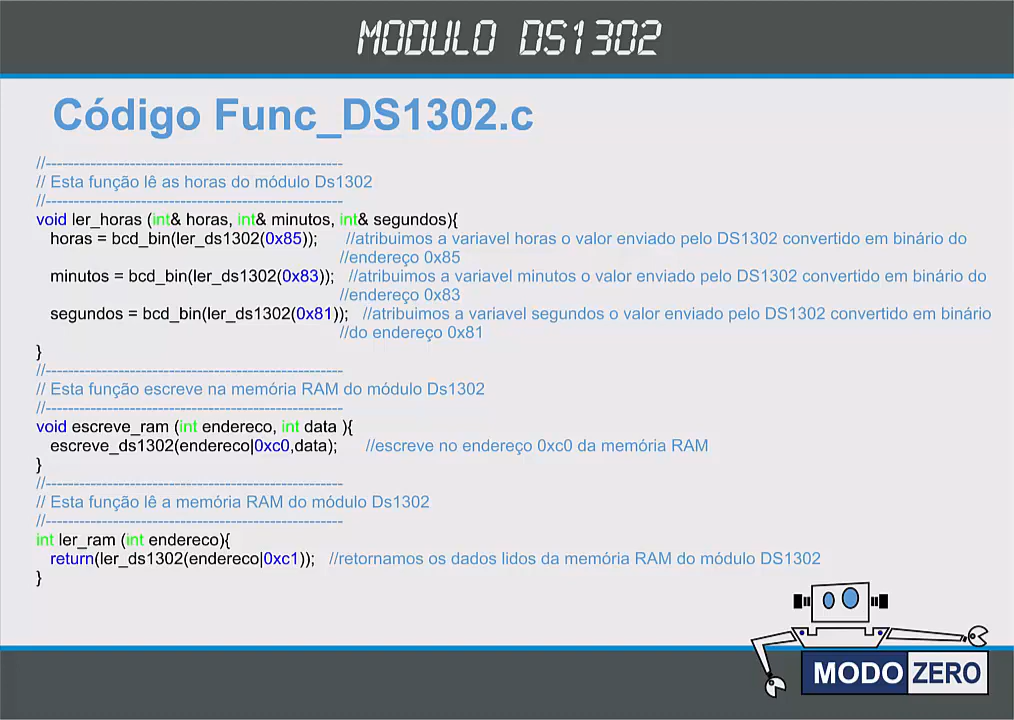 MODULO DS1302
Código Func_DS1302.c
//------------------------------------------------------
// Esta função lê as horas do módulo Ds1302
//------------------------------------------------------
void ler_horas (int& horas, int& minutos, int& segundos){
horas = bcd_bin(ler_ds1302(0x85)); //atribuimos a variavel horas o valor enviado pelo DS1302 convertido em binário do
//endereço 0x85
minutos = bcd_bin(ler_ds1302(0x83)); //atribuimos a variavel minutos o valor enviado pelo DS1302 convertido em binário do
//endereço 0x83
segundos = bcd_bin(ler_ds1302(0x81)); //atribuimos a variavel segundos o valor enviado pelo DS1302 convertido em binário
//do endereço 0x81
}
//------------------------------------------------------
// Esta função escreve na memória RAM do módulo Ds1302
//------------------------------------------------------
void escreve_ram (int endereco, int data ){
escreve_ds1302(endereco|0xc0,data); //escreve no endereço 0xc0 da memória RAM
}
//------------------------------------------------------
// Esta função lê a memória RAM do módulo Ds1302
//------------------------------------------------------
int ler_ram (int endereco){
return(ler_ds1302(endereco|0xc1)); //retornamos os dados lidos da memória RAM do módulo DS1302
}
MODO ZERO